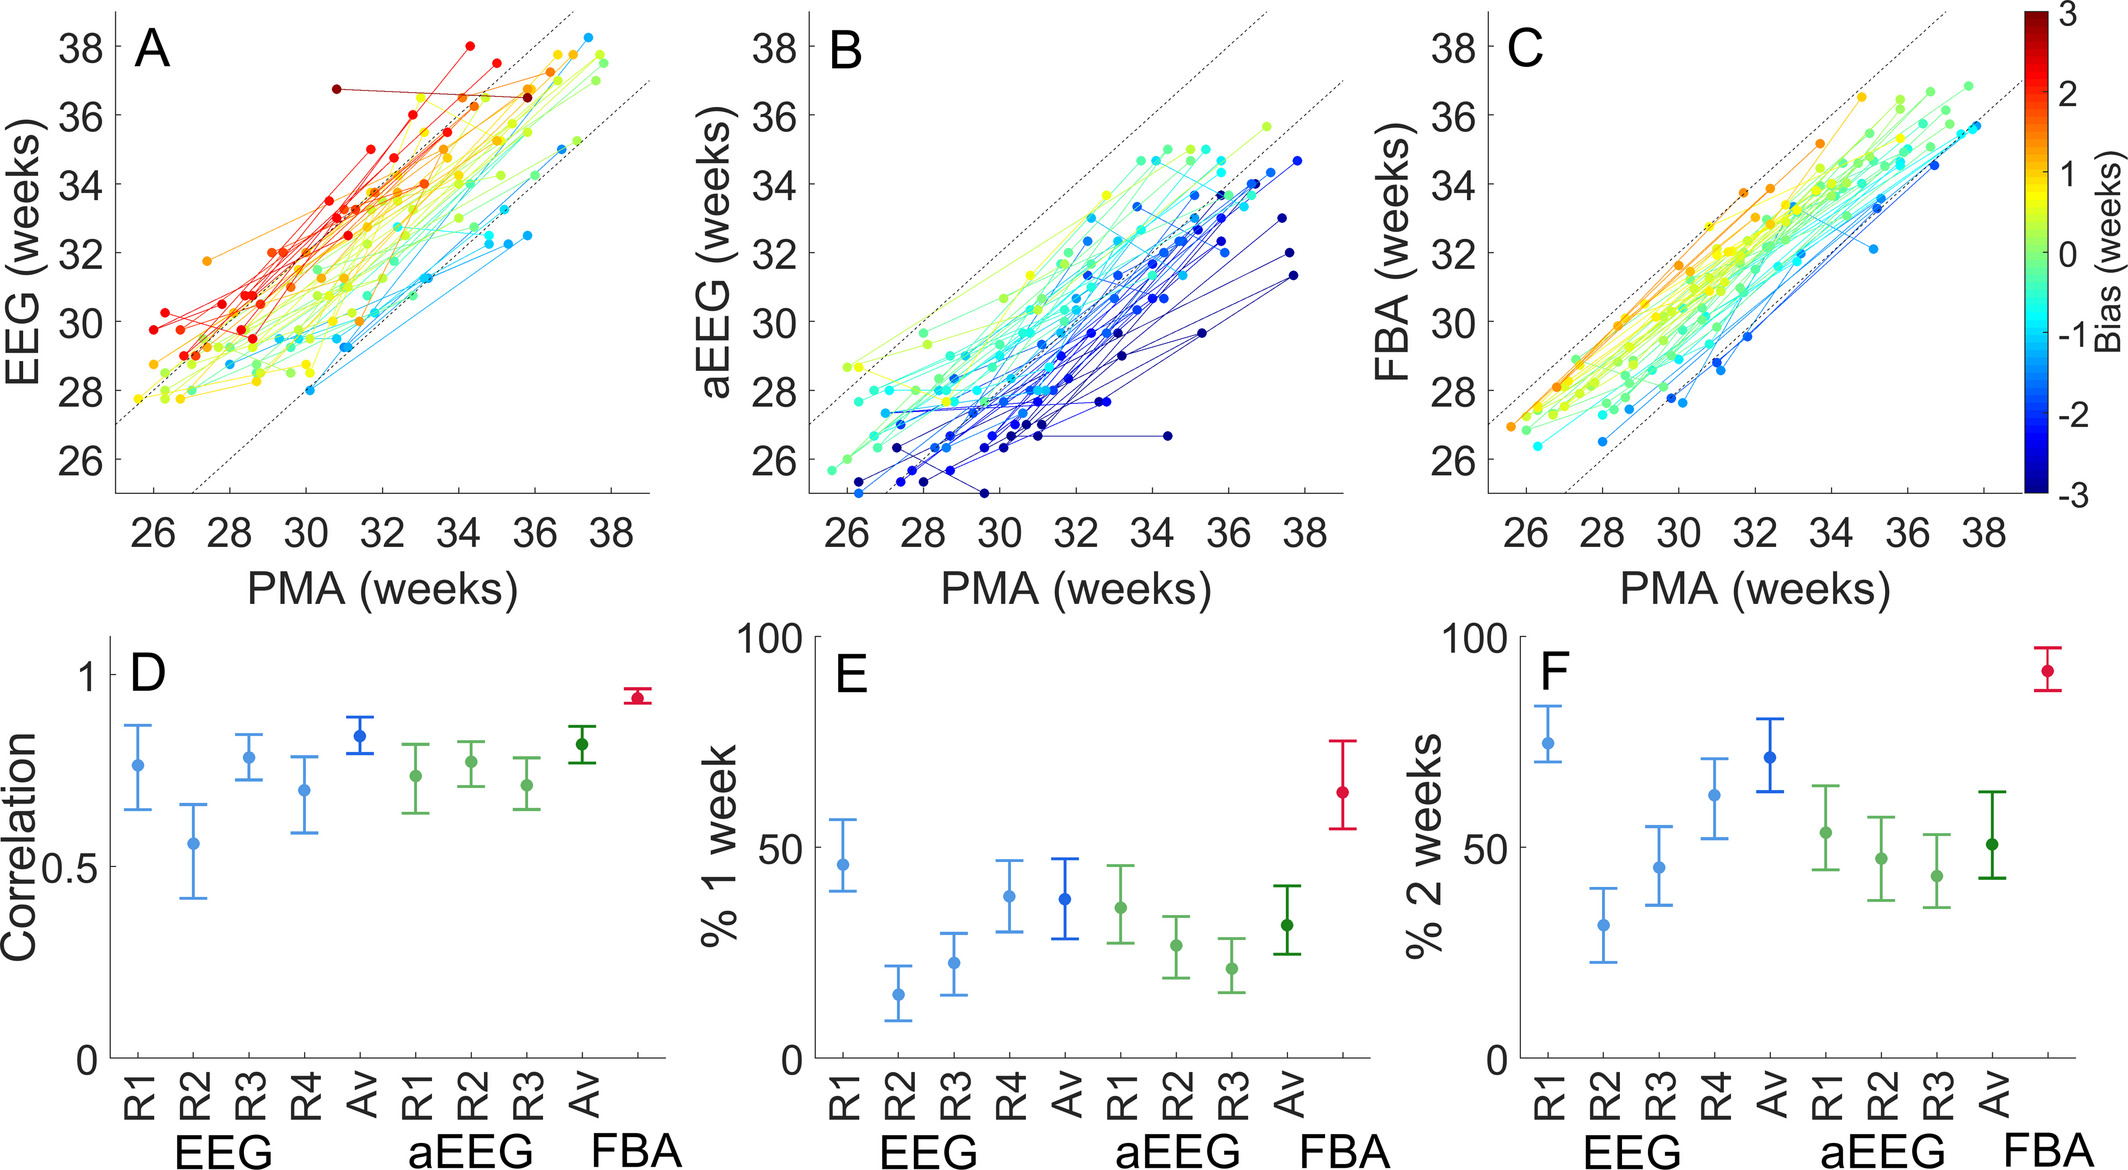 A
38
36
34
32
30
28
26
EEG (weeks)
26 28 30 32 34 36 38
PMA (weeks)
B
38
36
34
32
30
28
26
aEEG (weeks)
26 28 30 32 34 36 38
PMA (weeks)
C
38
36
34
32
30
28
26
FBA (weeks)
26 28 30 32 34 36 38
PMA (weeks)
3
2
1
0
-1
-2
-3
Bias (weeks)
D
1
0.5
0
Correlation
R1 R2 R3 R4 Av R1 R2 R3 Av
EEG aEEG FBA
E
100
50
0
% 1 week
R1 R2 R3 R4 Av R1 R2 R3 Av
EEG aEEG FBA
F
100
50
0
% 2 weeks
R1 R2 R3 R4 Av R1 R2 R3 Av
EEG aEEG FBA